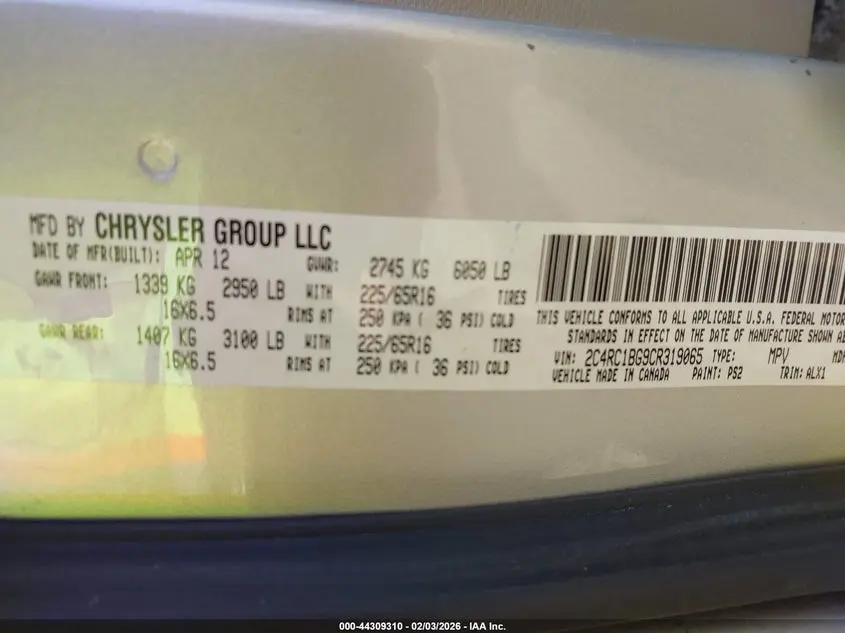 MFD BY CHRYSLER GROUP LLC
DATE OF MFR(BUILT): APR 12 GVWR: 2745 KG 6050 LB
GAWR FRONT: 1339 KG 2950 LB WITH 225/65R16 TIRES
16X6.5 RIMS AT 250 KPA ( 36 PSI) COLD
GAWR REAR: 1407 KG 3100 LB WITH 225/65R16 TIRES
16X6.5 RIMS AT 250 KPA ( 36 PSI) COLD
THIS VEHICLE CONFORMS TO ALL APPLICABLE U.S.A. FEDERAL MOTOR
STANDARDS IN EFFECT ON THE DATE OF MANUFACTURE SHOWN
VIN: 2C4RC1BG9CR319065 TYPE: MPV
VEHICLE MADE IN CANADA PAINT: PS2 TRIM: ALX1
000-44309310 - 02/03/2026 - IAA Inc.